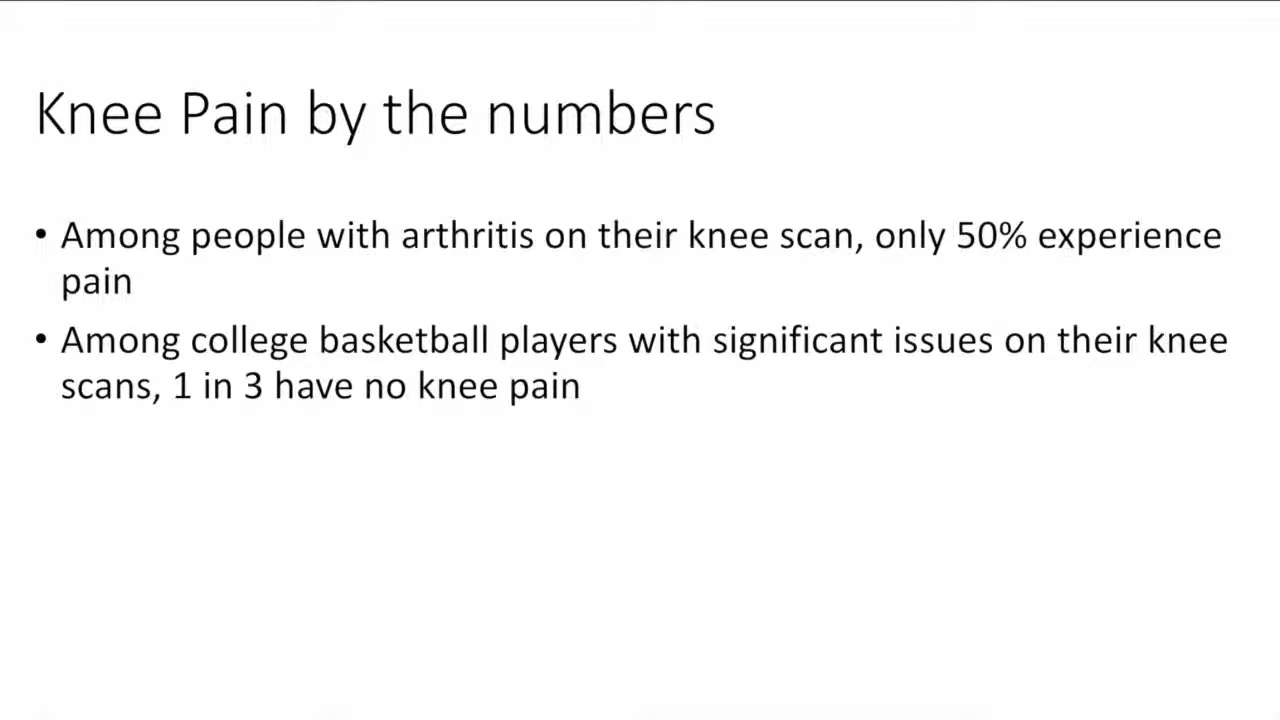 Knee Pain by the numbers
• Among people with arthritis on their knee scan, only 50% experience
pain
• Among college basketball players with significant issues on their knee
scans, 1 in 3 have no knee pain